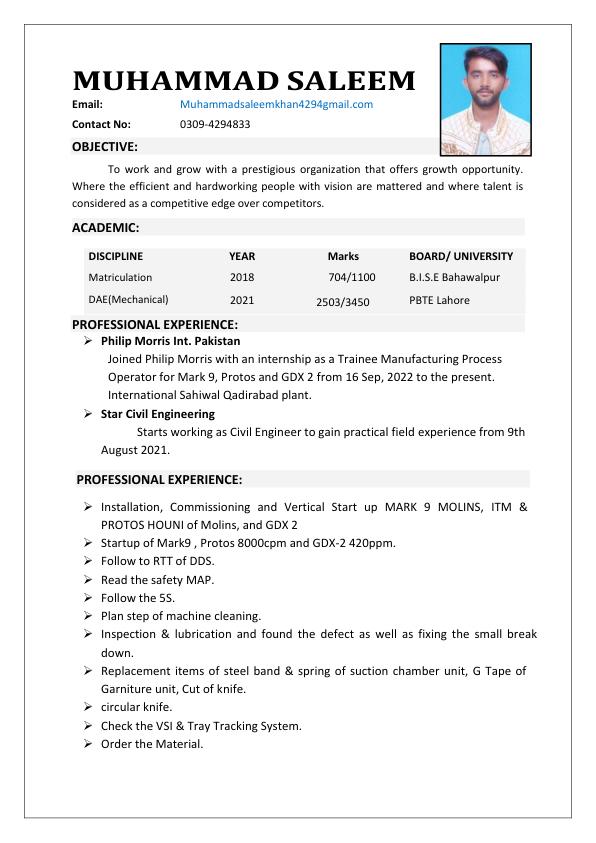 MUHAMMAD SALEEM
Email: Muhammadsaleemkhan4294gmail.com
Contact No: 0309-4294833
OBJECTIVE:
To work and grow with a prestigious organization that offers growth opportunity.
Where the efficient and hardworking people with vision are mattered and where talent is
considered as a competitive edge over competitors.
ACADEMIC:
DISCIPLINE YEAR Marks BOARD/ UNIVERSITY
Matriculation 2018 704/1100 B.I.S.E Bahawalpur
DAE(Mechanical) 2021 2503/3450 PBTE Lahore
PROFESSIONAL EXPERIENCE:
➢ Philip Morris Int. Pakistan
Joined Philip Morris with an internship as a Trainee Manufacturing Process
Operator for Mark 9, Protos and GDX 2 from 16 Sep, 2022 to the present.
International Sahiwal Qadirabad plant.
➢ Star Civil Engineering
Starts working as Civil Engineer to gain practical field experience from 9th
August 2021.
PROFESSIONAL EXPERIENCE:
➢ Installation, Commissioning and Vertical Start up MARK 9 MOLINS, ITM &
PROTOS HOUNI of Molins, and GDX 2
➢ Startup of Mark9 , Protos 8000cpm and GDX-2 420ppm.
➢ Follow to RTT of DDS.
➢ Read the safety MAP.
➢ Follow the 5S.
➢ Plan step of machine cleaning.
➢ Inspection & lubrication and found the defect as well as fixing the small break
down.
➢ Replacement items of steel band & spring of suction chamber unit, G Tape of
Garniture unit, Cut of knife.
➢ circular knife.
➢ Check the VSI & Tray Tracking System.
➢ Order the Material.